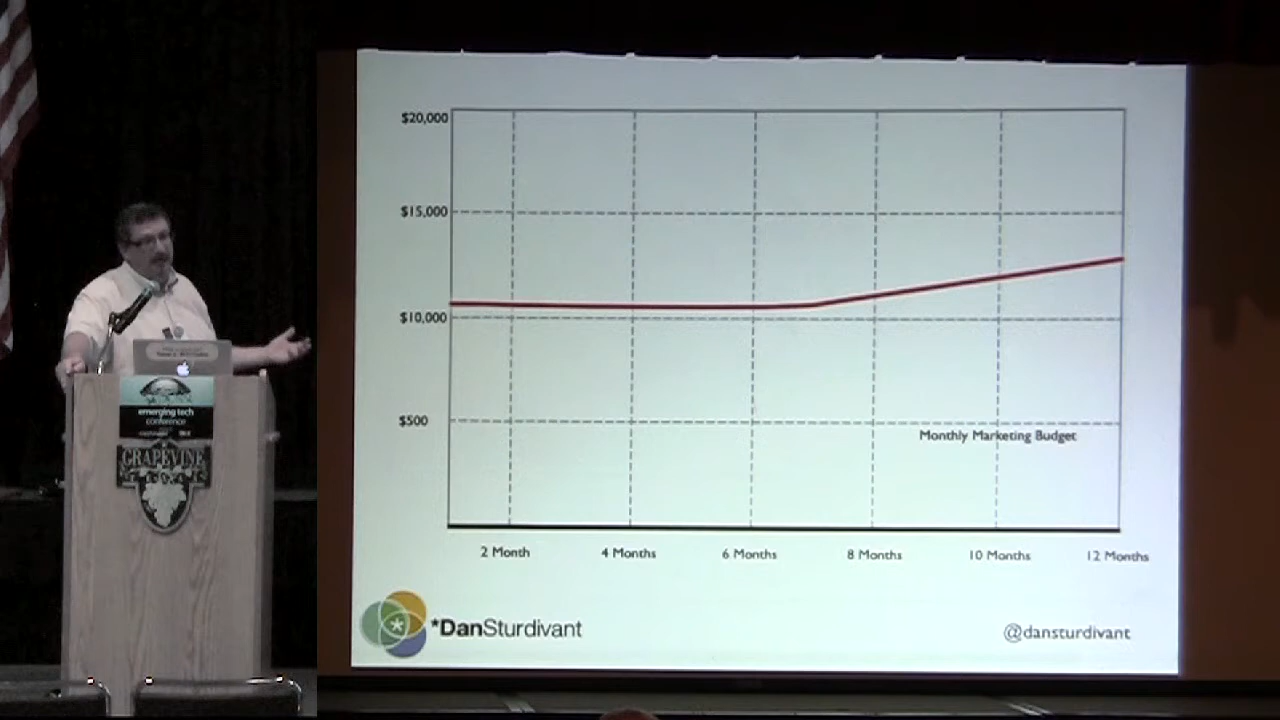 $20,000
$15,000
$10,000
$500
Monthly Marketing Budget
2 Month
4 Months
6 Months
8 Months
10 Months
12 Months
*DanSturdivant
@dansturdivant
emerging tech
conference
GRAPEVINE